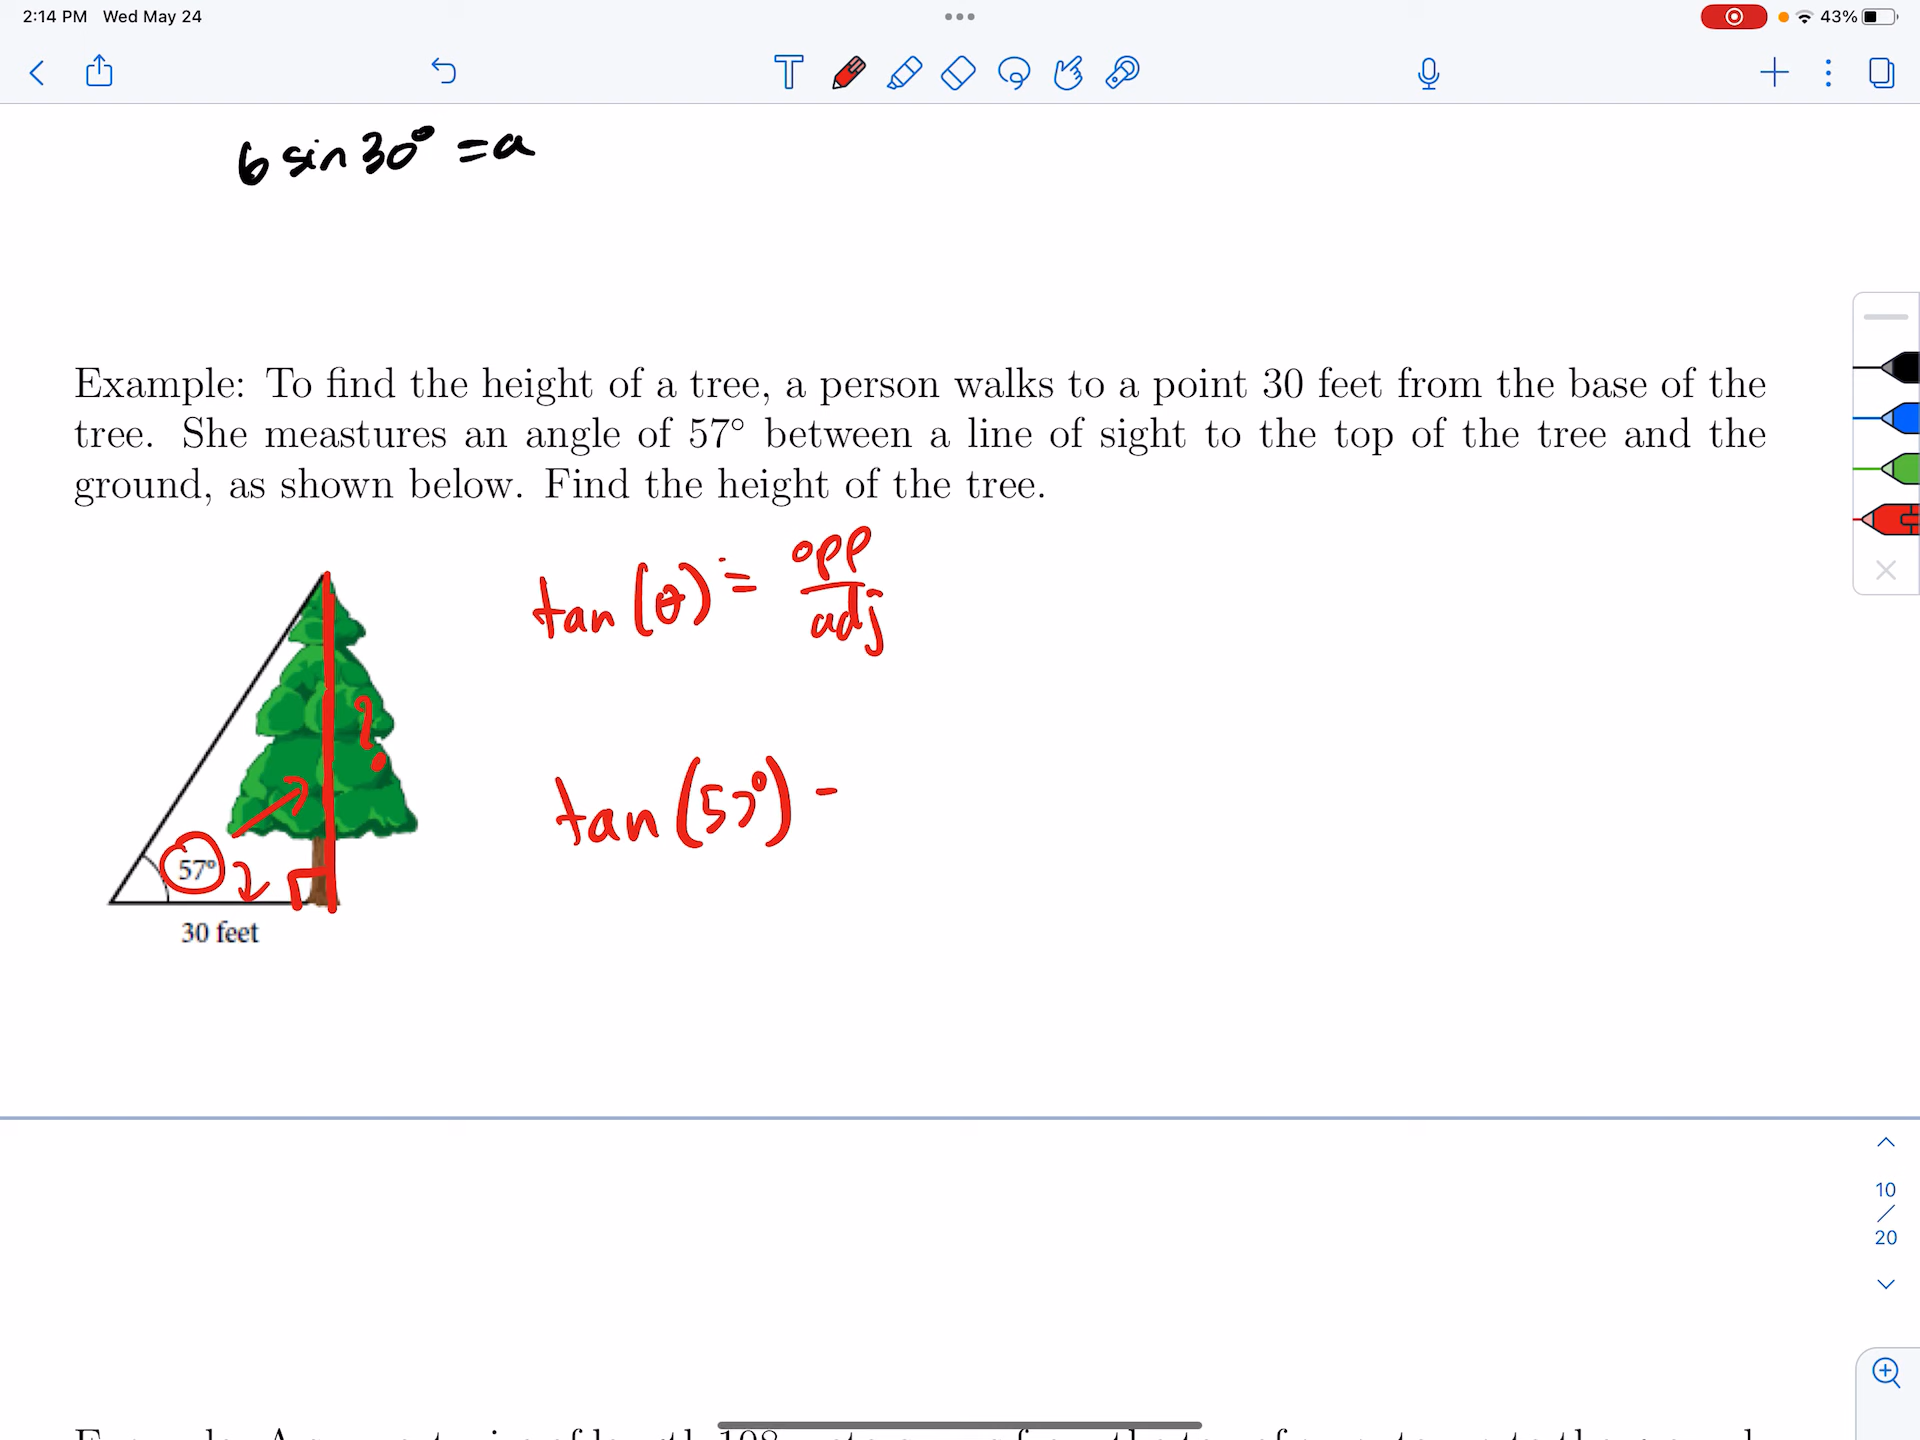 2:14 PM Wed May 24
43%
6 sin 30° = a
Example: To find the height of a tree, a person walks to a point 30 feet from the base of the
tree. She meastures an angle of 57° between a line of sight to the top of the tree and the
ground, as shown below. Find the height of the tree.
tan (θ) = opp/adj
?
tan (57°) -
57°
30 feet
10
/
20